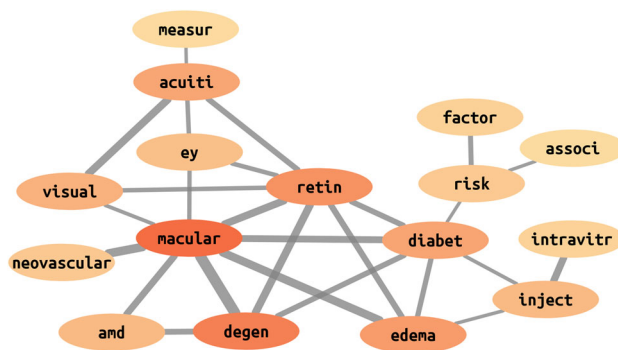 measur
acuiti
factor
ey
associ
visual
retin
risk
macular
diabet
intravitr
neovascular
inject
amd
degen
edema